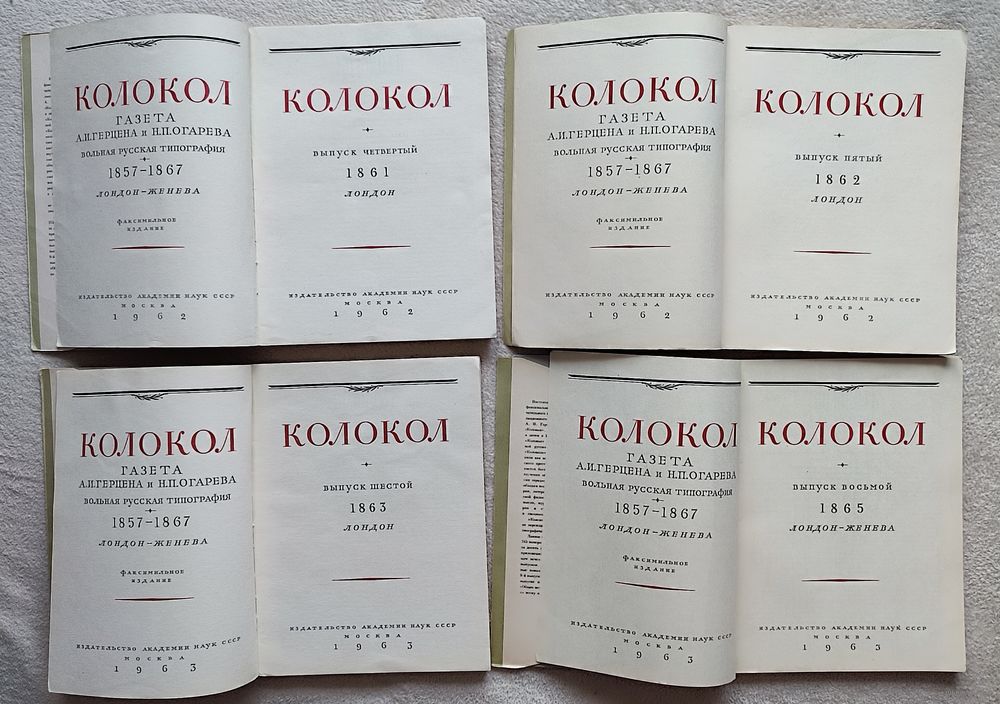 КОЛОКОЛ
ГАЗЕТА
А.И.ГЕРЦЕНА и Н.П.ОГАРЕВА
ВОЛЬНАЯ РУССКАЯ ТИПОГРАФИЯ
1857–1867
ЛОНДОН–ЖЕНЕВА
ФАКСИМИЛЬНОЕ
ИЗДАНИЕ
ИЗДАТЕЛЬСТВО АКАДЕМИИ НАУК СССР
МОСКВА
1962
КОЛОКОЛ
ВЫПУСК ЧЕТВЕРТЫЙ
1861
ЛОНДОН
ИЗДАТЕЛЬСТВО АКАДЕМИИ НАУК СССР
МОСКВА
1962
КОЛОКОЛ
ГАЗЕТА
А.И.ГЕРЦЕНА и Н.П.ОГАРЕВА
ВОЛЬНАЯ РУССКАЯ ТИПОГРАФИЯ
1857–1867
ЛОНДОН–ЖЕНЕВА
ФАКСИМИЛЬНОЕ
ИЗДАНИЕ
ИЗДАТЕЛЬСТВО АКАДЕМИИ НАУК СССР
МОСКВА
1962
КОЛОКОЛ
ВЫПУСК ПЯТЫЙ
1862
ЛОНДОН
ИЗДАТЕЛЬСТВО АКАДЕМИИ НАУК СССР
МОСКВА
1962
КОЛОКОЛ
ГАЗЕТА
А.И.ГЕРЦЕНА и Н.П.ОГАРЕВА
ВОЛЬНАЯ РУССКАЯ ТИПОГРАФИЯ
1857–1867
ЛОНДОН–ЖЕНЕВА
ФАКСИМИЛЬНОЕ
ИЗДАНИЕ
ИЗДАТЕЛЬСТВО АКАДЕМИИ НАУК СССР
МОСКВА
1963
КОЛОКОЛ
ВЫПУСК ШЕСТОЙ
1863
ЛОНДОН
ИЗДАТЕЛЬСТВО АКАДЕМИИ НАУК СССР
МОСКВА
1963
КОЛОКОЛ
ГАЗЕТА
А.И.ГЕРЦЕНА и Н.П.ОГАРЕВА
ВОЛЬНАЯ РУССКАЯ ТИПОГРАФИЯ
1857–1867
ЛОНДОН–ЖЕНЕВА
ФАКСИМИЛЬНОЕ
ИЗДАНИЕ
ИЗДАТЕЛЬСТВО АКАДЕМИИ НАУК СССР
МОСКВА
1963
КОЛОКОЛ
ВЫПУСК ВОСЬМОЙ
1865
ЛОНДОН–ЖЕНЕВА
ИЗДАТЕЛЬСТВО АКАДЕМИИ НАУК СССР
МОСКВА
1963